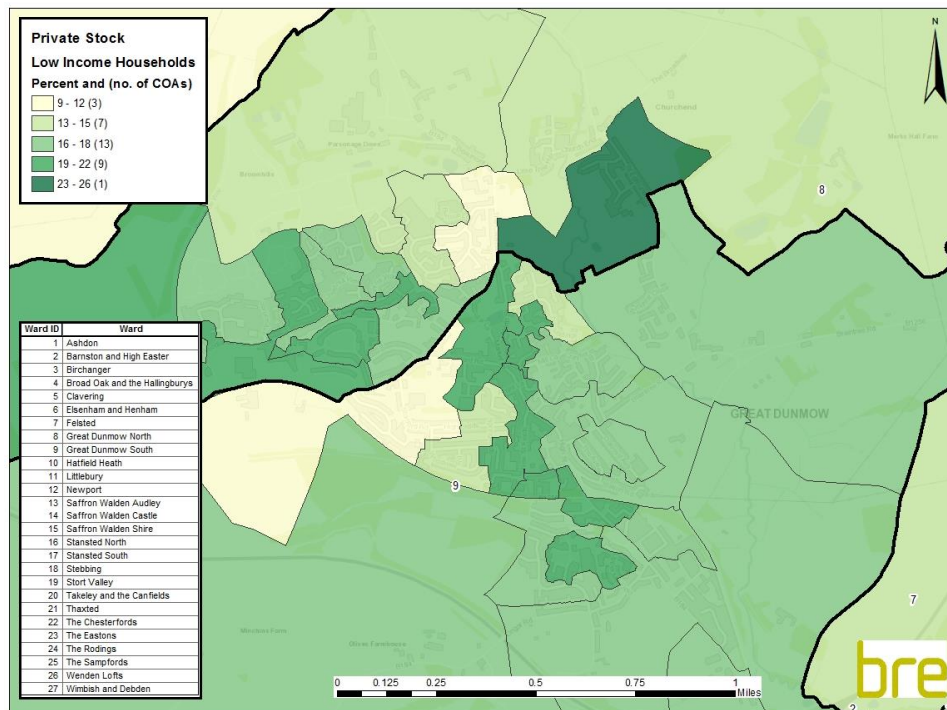 Private Stock
Low Income Households
Percent and (no. of COAs)
9 - 12 (3)
13 - 15 (7)
16 - 18 (13)
19 - 22 (9)
23 - 26 (1)
N
Churchend
8
GREAT DUNMOW
9
7
2
Ward ID Ward
1 Ashdon
2 Barnston and High Easter
3 Birchanger
4 Broad Oak and the Hallingburys
5 Clavering
6 Elsenham and Henham
7 Felsted
8 Great Dunmow North
9 Great Dunmow South
10 Hatfield Heath
11 Littlebury
12 Newport
13 Saffron Walden Audley
14 Saffron Walden Castle
15 Saffron Walden Shire
16 Stansted North
17 Stansted South
18 Stebbing
19 Stort Valley
20 Takeley and the Canfields
21 Thaxted
22 The Chesterfords
23 The Eastons
24 The Rodings
25 The Sampfords
26 Wenden Lofts
27 Wimbish and Debden
0 0.125 0.25 0.5 0.75 1
Miles
bre